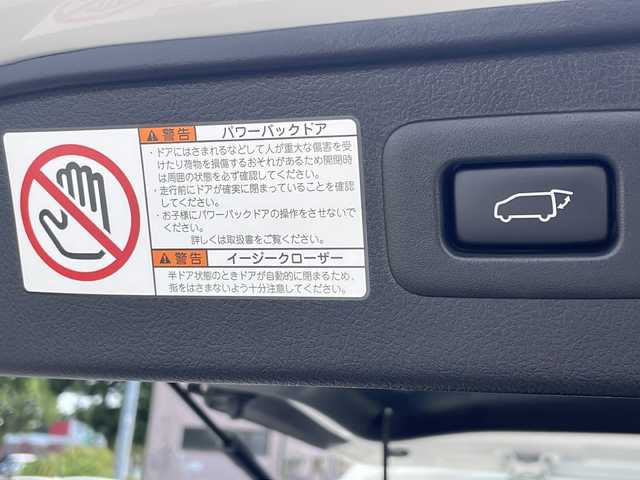 警告 パワーバックドア
・ドアにはさまれるなどして人が重大な傷害を受
けたり荷物を損傷するおそれがあるため開閉時
は周囲の状態を必ず確認してください。
・走行前にドアが確実に閉まっていることを確認
してください。
・お子様にパワーバックドアの操作をさせないで
ください。
詳しくは取扱書をご覧ください。
警告 イージークローザー
半ドア状態のときドアが自動的に閉まるため、
指をはさまないよう十分注意してください。